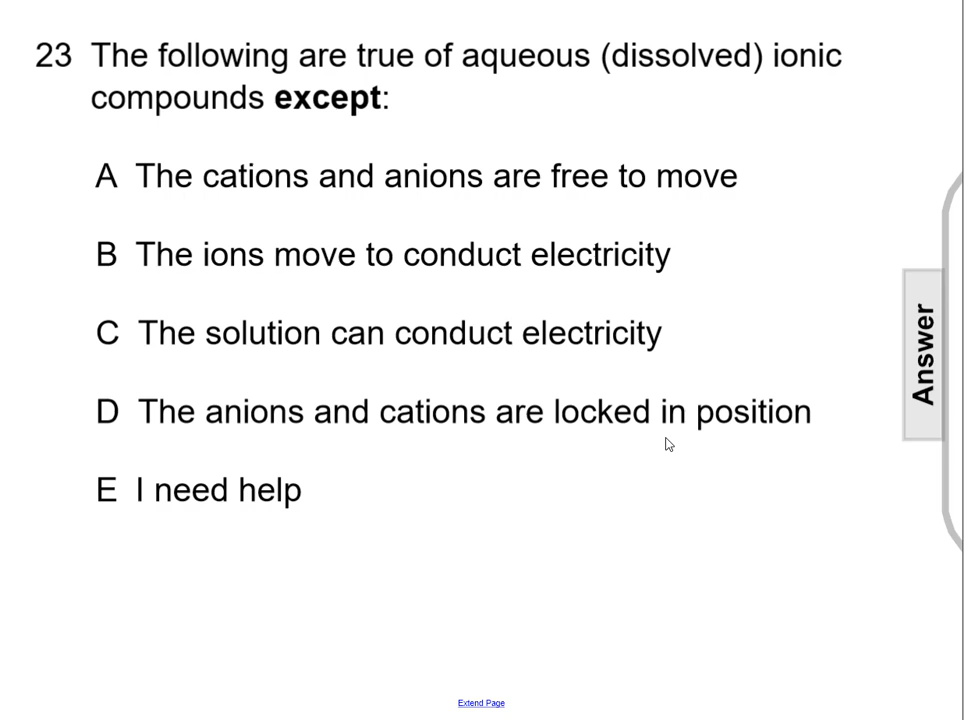 23 The following are true of aqueous (dissolved) ionic
compounds except:
A The cations and anions are free to move
B The ions move to conduct electricity
C The solution can conduct electricity
D The anions and cations are locked in position
E I need help
Answer
Extend Page